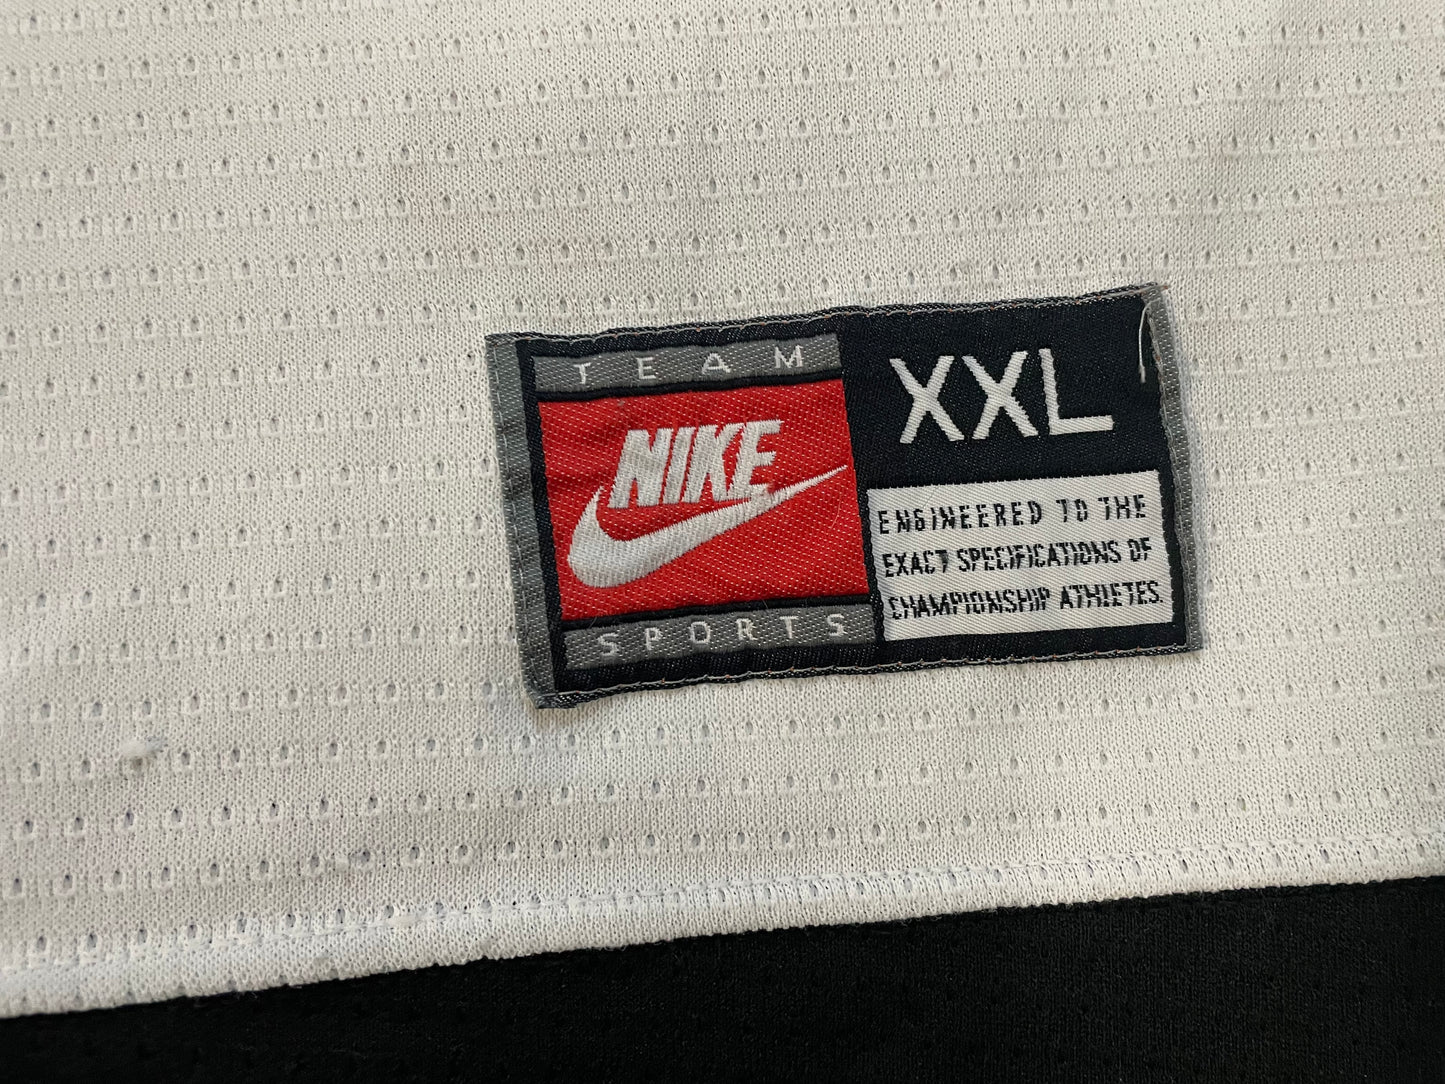 TEAM
NIKE
SPORTS
XXL
ENGINEERED TO THE
EXACT SPECIFICATIONS OF
CHAMPIONSHIP ATHLETES.